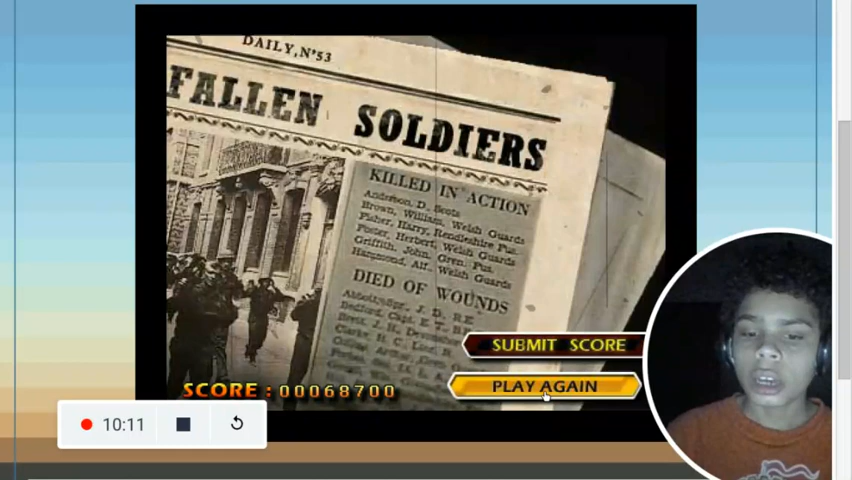 DAILY, N°53
FALLEN SOLDIERS
KILLED IN ACTION
Anderson, D. Scots
Brown, William, Welsh Guards
Fisher, Harry, Rendleshire Fus.
Foster, Herbert, Welsh Guards
Griffith, John, Gren. Fus.
Hammond, Alf. Welsh Guards
DIED OF WOUNDS
SUBMIT SCORE
PLAY AGAIN
SCORE : 00068700
10:11